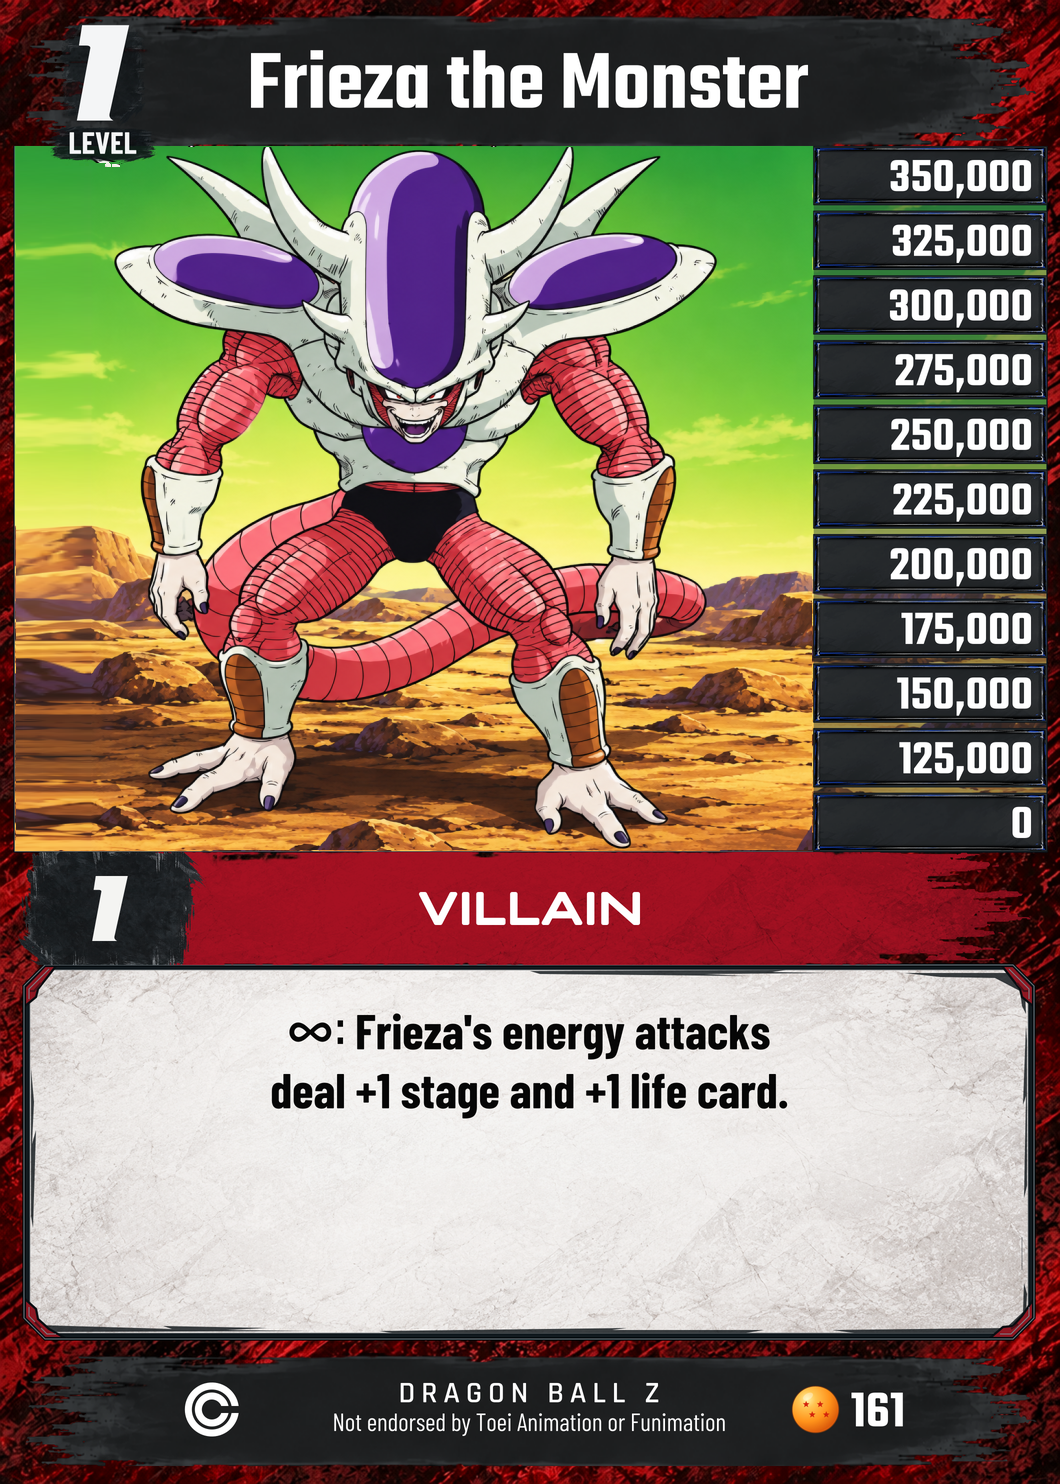 1
LEVEL
Frieza the Monster
350,000
325,000
300,000
275,000
250,000
225,000
200,000
175,000
150,000
125,000
0
1
VILLAIN
∞: Frieza's energy attacks
deal +1 stage and +1 life card.
DRAGON BALL Z
Not endorsed by Toei Animation or Funimation
161